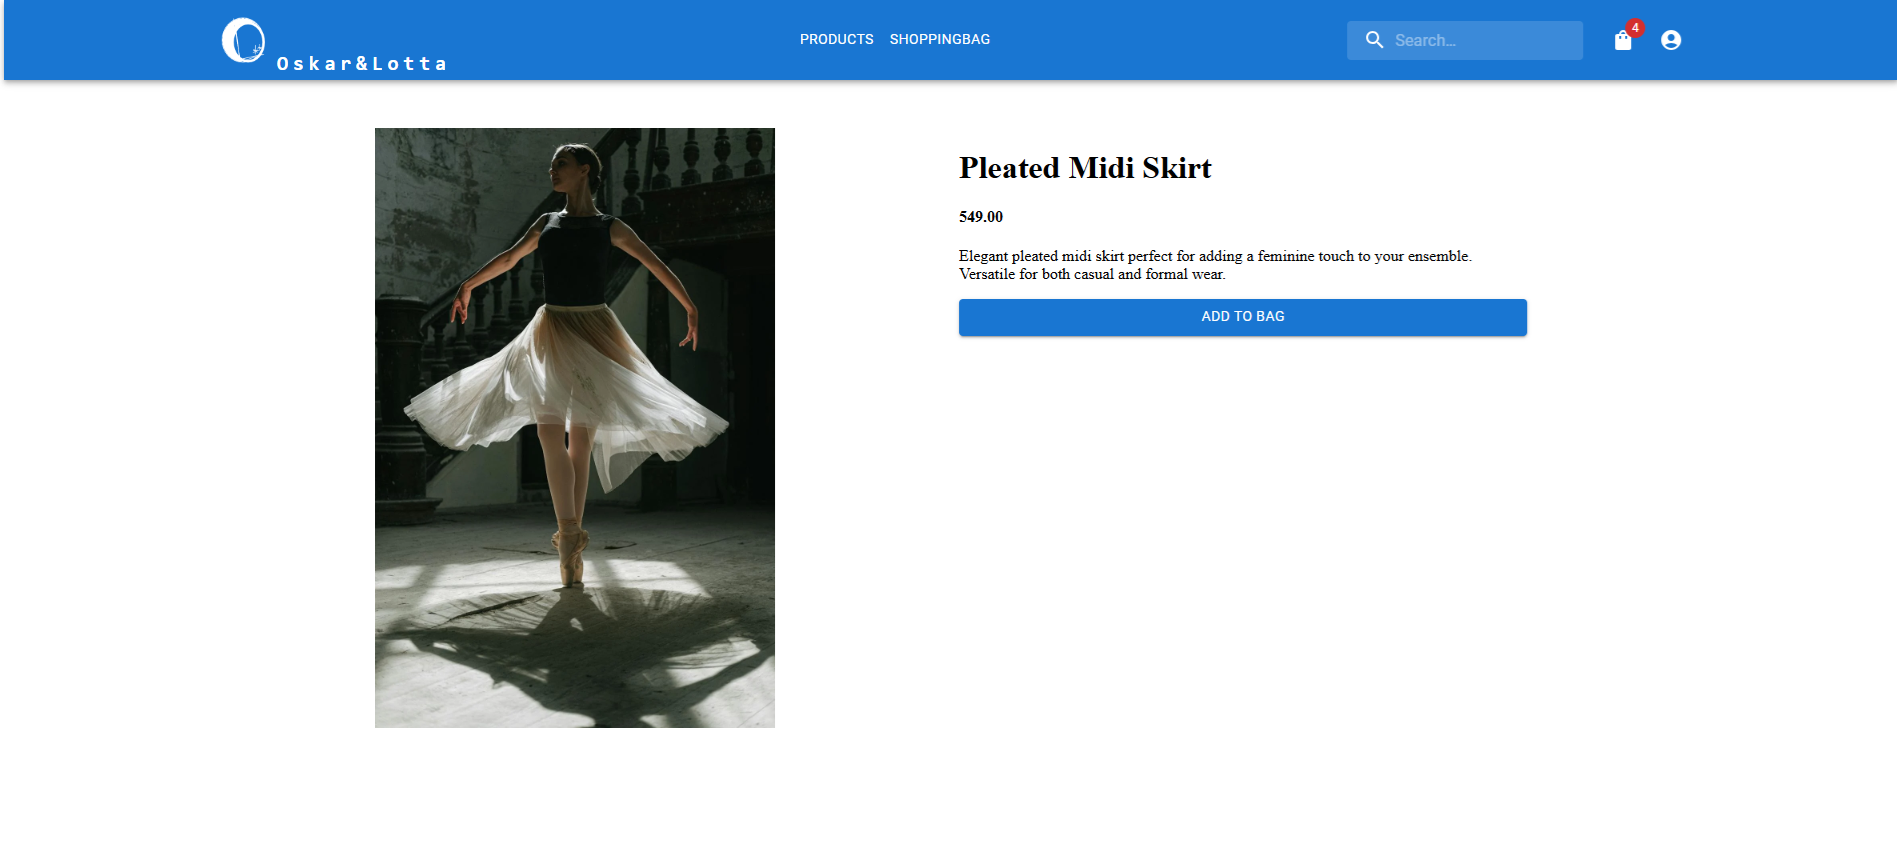 Oskar&Lotta
PRODUCTS
SHOPPINGBAG
Search...
4
Pleated Midi Skirt
549.00
Elegant pleated midi skirt perfect for adding a feminine touch to your ensemble.
Versatile for both casual and formal wear.
ADD TO BAG